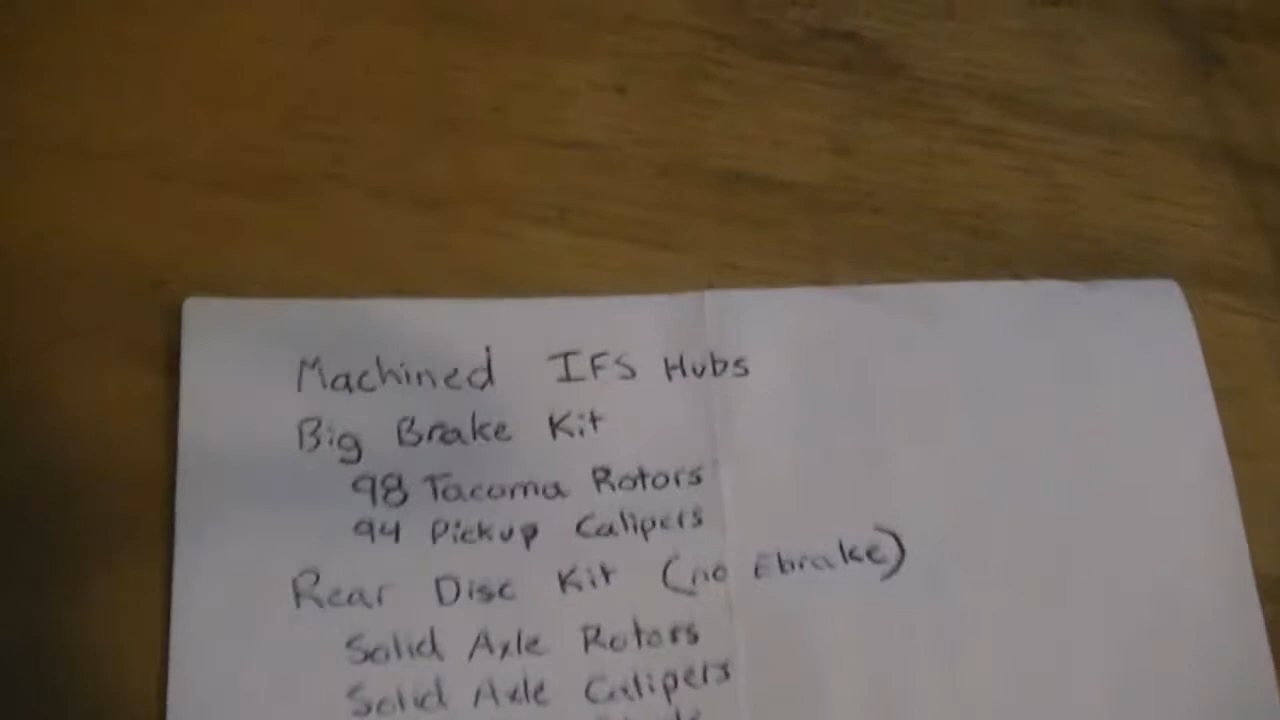 Machined IFS Hubs
Big Brake Kit
98 Tacoma Rotors
94 Pickup Calipers
Rear Disc Kit (no Ebrake)
Solid Axle Rotors
Solid Axle Calipers